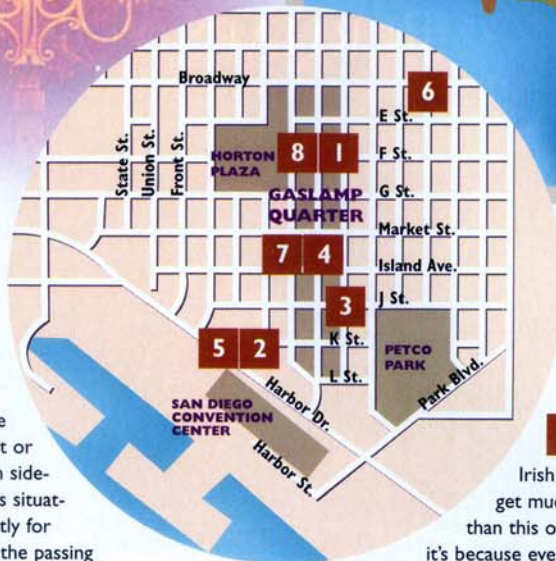 Broadway
6
E St.
State St.
Union St.
Front St.
HORTON
PLAZA
8 1
F St.
GASLAMP
QUARTER
G St.
Market St.
7 4
Island Ave.
3
J St.
5 2
K St.
PETCO
PARK
L St.
Park Blvd.
SAN DIEGO
CONVENTION
CENTER
Harbor Dr.
Harbor St.
t or
side-
s situat-
tly for
the passing
Irish
get muc
than this o
it's because eve